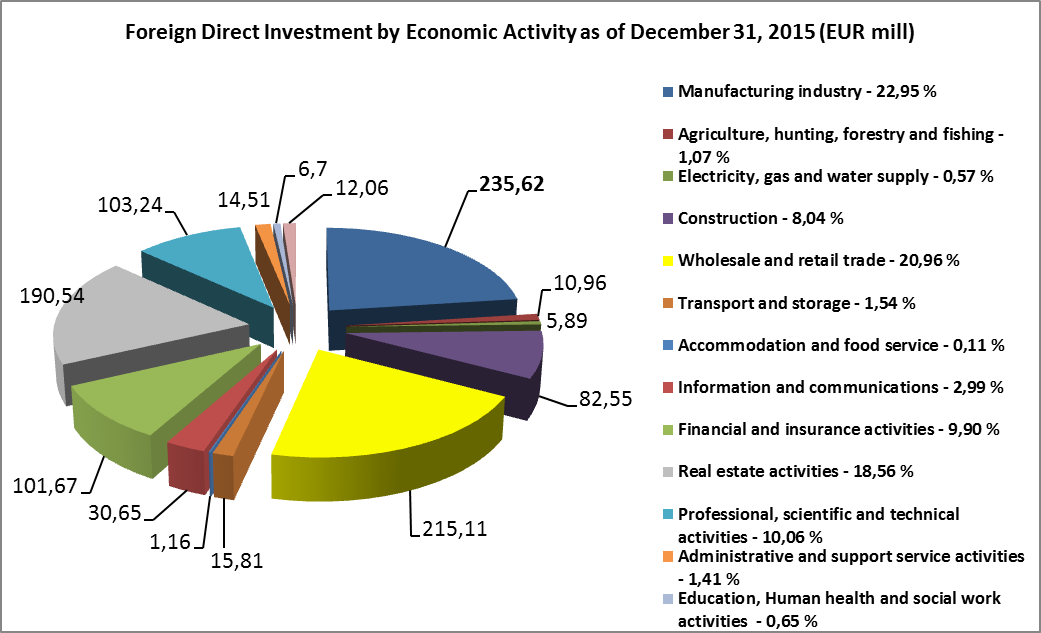 Foreign Direct Investment by Economic Activity as of December 31, 2015 (EUR mill)
6,7
12,06
14,51
103,24
235,62
190,54
10,96
5,89
82,55
101,67
30,65
1,16
15,81
215,11
Manufacturing industry - 22,95 %
Agriculture, hunting, forestry and fishing -
1,07 %
Electricity, gas and water supply - 0,57 %
Construction - 8,04 %
Wholesale and retail trade - 20,96 %
Transport and storage - 1,54 %
Accommodation and food service - 0,11 %
Information and communications - 2,99 %
Financial and insurance activities - 9,90 %
Real estate activities - 18,56 %
Professional, scientific and technical
activities - 10,06 %
Administrative and support service activities
- 1,41 %
Education, Human health and social work
activities  - 0,65 %